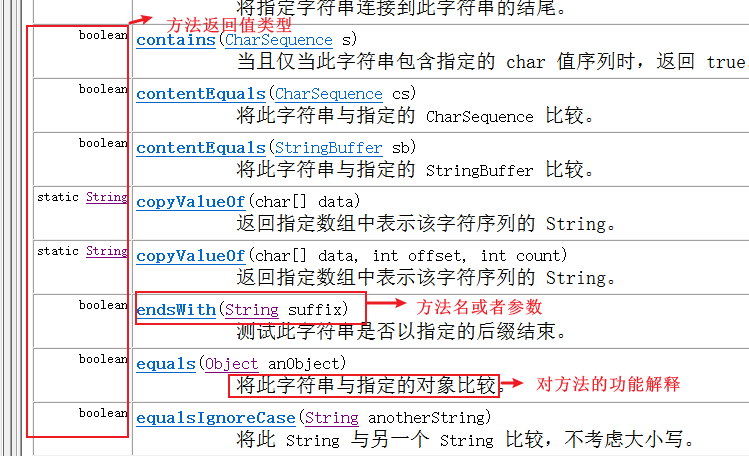 将指定字符串连接到此字符串的结尾。
方法返回值类型
boolean contains(CharSequence s)
当且仅当此字符串包含指定的 char 值序列时，返回 true
boolean contentEquals(CharSequence cs)
将此字符串与指定的 CharSequence 比较。
boolean contentEquals(StringBuffer sb)
将此字符串与指定的 StringBuffer 比较。
static String copyValueOf(char[] data)
返回指定数组中表示该字符序列的 String。
static String copyValueOf(char[] data, int offset, int count)
返回指定数组中表示该字符序列的 String。
boolean endsWith(String suffix) 方法名或者参数
测试此字符串是否以指定的后缀结束。
boolean equals(Object anObject)
将此字符串与指定的对象比较。 对方法的功能解释
boolean equalsIgnoreCase(String anotherString)
将此 String 与另一个 String 比较，不考虑大小写。